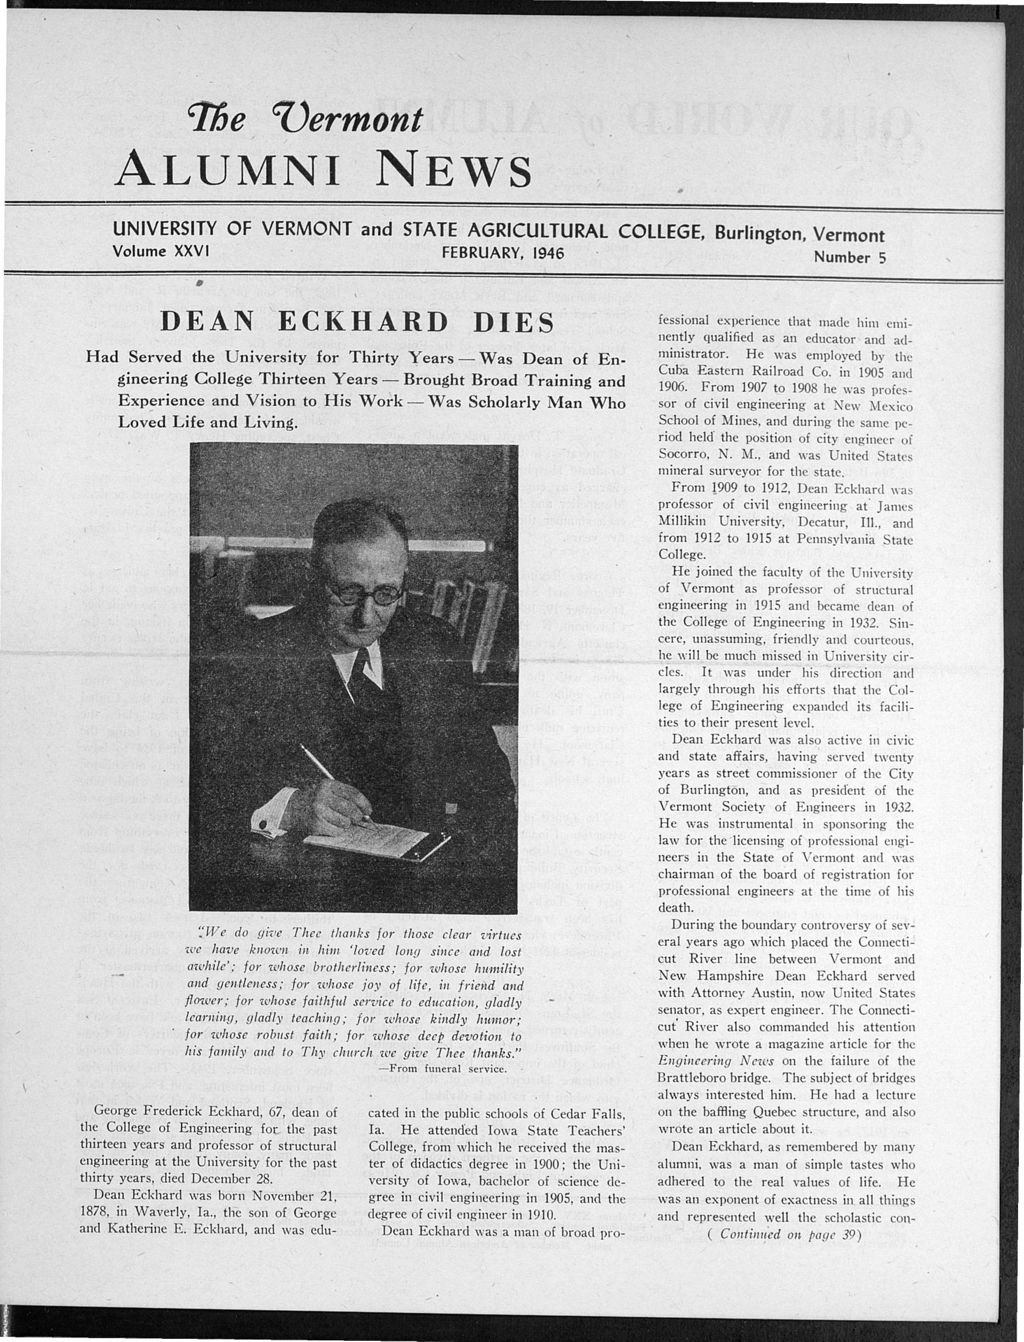 The Vermont
ALUMNI NEWS
UNIVERSITY OF VERMONT and STATE AGRICULTURAL COLLEGE, Burlington, Vermont
Volume XXVI FEBRUARY, 1946 Number 5
DEAN ECKHARD DIES
Had Served the University for Thirty Years — Was Dean of En-
gineering College Thirteen Years — Brought Broad Training and
Experience and Vision to His Work — Was Scholarly Man Who
Loved Life and Living.
"We do give Thee thanks for those clear virtues
we have known in him 'loved long since and lost
awhile'; for whose brotherliness; for whose humility
and gentleness; for whose joy of life, in friend and
flower; for whose faithful service to education, gladly
learning, gladly teaching; for whose kindly humor;
for whose robust faith; for whose deep devotion to
his family and to Thy church we give Thee thanks."
—From funeral service.
George Frederick Eckhard, 67, dean of
the College of Engineering for the past
thirteen years and professor of structural
engineering at the University for the past
thirty years, died December 28.
Dean Eckhard was born November 21,
1878, in Waverly, Ia., the son of George
and Katherine E. Eckhard, and was edu-
cated in the public schools of Cedar Falls,
Ia. He attended Iowa State Teachers'
College, from which he received the mas-
ter of didactics degree in 1900; the Uni-
versity of Iowa, bachelor of science de-
gree in civil engineering in 1905, and the
degree of civil engineer in 1910.
Dean Eckhard was a man of broad pro-
fessional experience that made him emi-
nently qualified as an educator and ad-
ministrator. He was employed by the
Cuba Eastern Railroad Co. in 1905 and
1906. From 1907 to 1908 he was profes-
sor of civil engineering at New Mexico
School of Mines, and during the same pe-
riod held the position of city engineer of
Socorro, N. M., and was United States
mineral surveyor for the state.
From 1909 to 1912, Dean Eckhard was
professor of civil engineering at James
Millikin University, Decatur, Ill., and
from 1912 to 1915 at Pennsylvania State
College.
He joined the faculty of the University
of Vermont as professor of structural
engineering in 1915 and became dean of
the College of Engineering in 1932. Sin-
cere, unassuming, friendly and courteous,
he will be much missed in University cir-
cles. It was under his direction and
largely through his efforts that the Col-
lege of Engineering expanded its facili-
ties to their present level.
Dean Eckhard was also active in civic
and state affairs, having served twenty
years as street commissioner of the City
of Burlington, and as president of the
Vermont Society of Engineers in 1932.
He was instrumental in sponsoring the
law for the licensing of professional engi-
neers in the State of Vermont and was
chairman of the board of registration for
professional engineers at the time of his
death.
During the boundary controversy of sev-
eral years ago which placed the Connecti-
cut River line between Vermont and
New Hampshire Dean Eckhard served
with Attorney Austin, now United States
senator, as expert engineer. The Connecti-
cut River also commanded his attention
when he wrote a magazine article for the
Engineering News on the failure of the
Brattleboro bridge. The subject of bridges
always interested him. He had a lecture
on the baffling Quebec structure, and also
wrote an article about it.
Dean Eckhard, as remembered by many
alumni, was a man of simple tastes who
adhered to the real values of life. He
was an exponent of exactness in all things
and represented well the scholastic con-
( Continued on page 39)